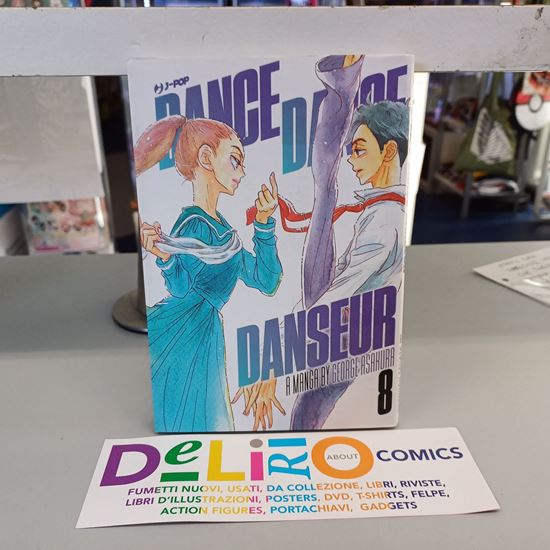 J-POP
DANCE
DANCE
DANSEUR
A MANGA BY GEORGE ASAKURA
8
DeLiRiO
ABOUT
COMICS
FUMETTI NUOVI, USATI, DA COLLEZIONE, LIBRI, RIVISTE,
LIBRI D'ILLUSTRAZIONI, POSTERS, DVD, T-SHIRTS, FELPE,
ACTION FIGURES, PORTACHIAVI, GADGETS